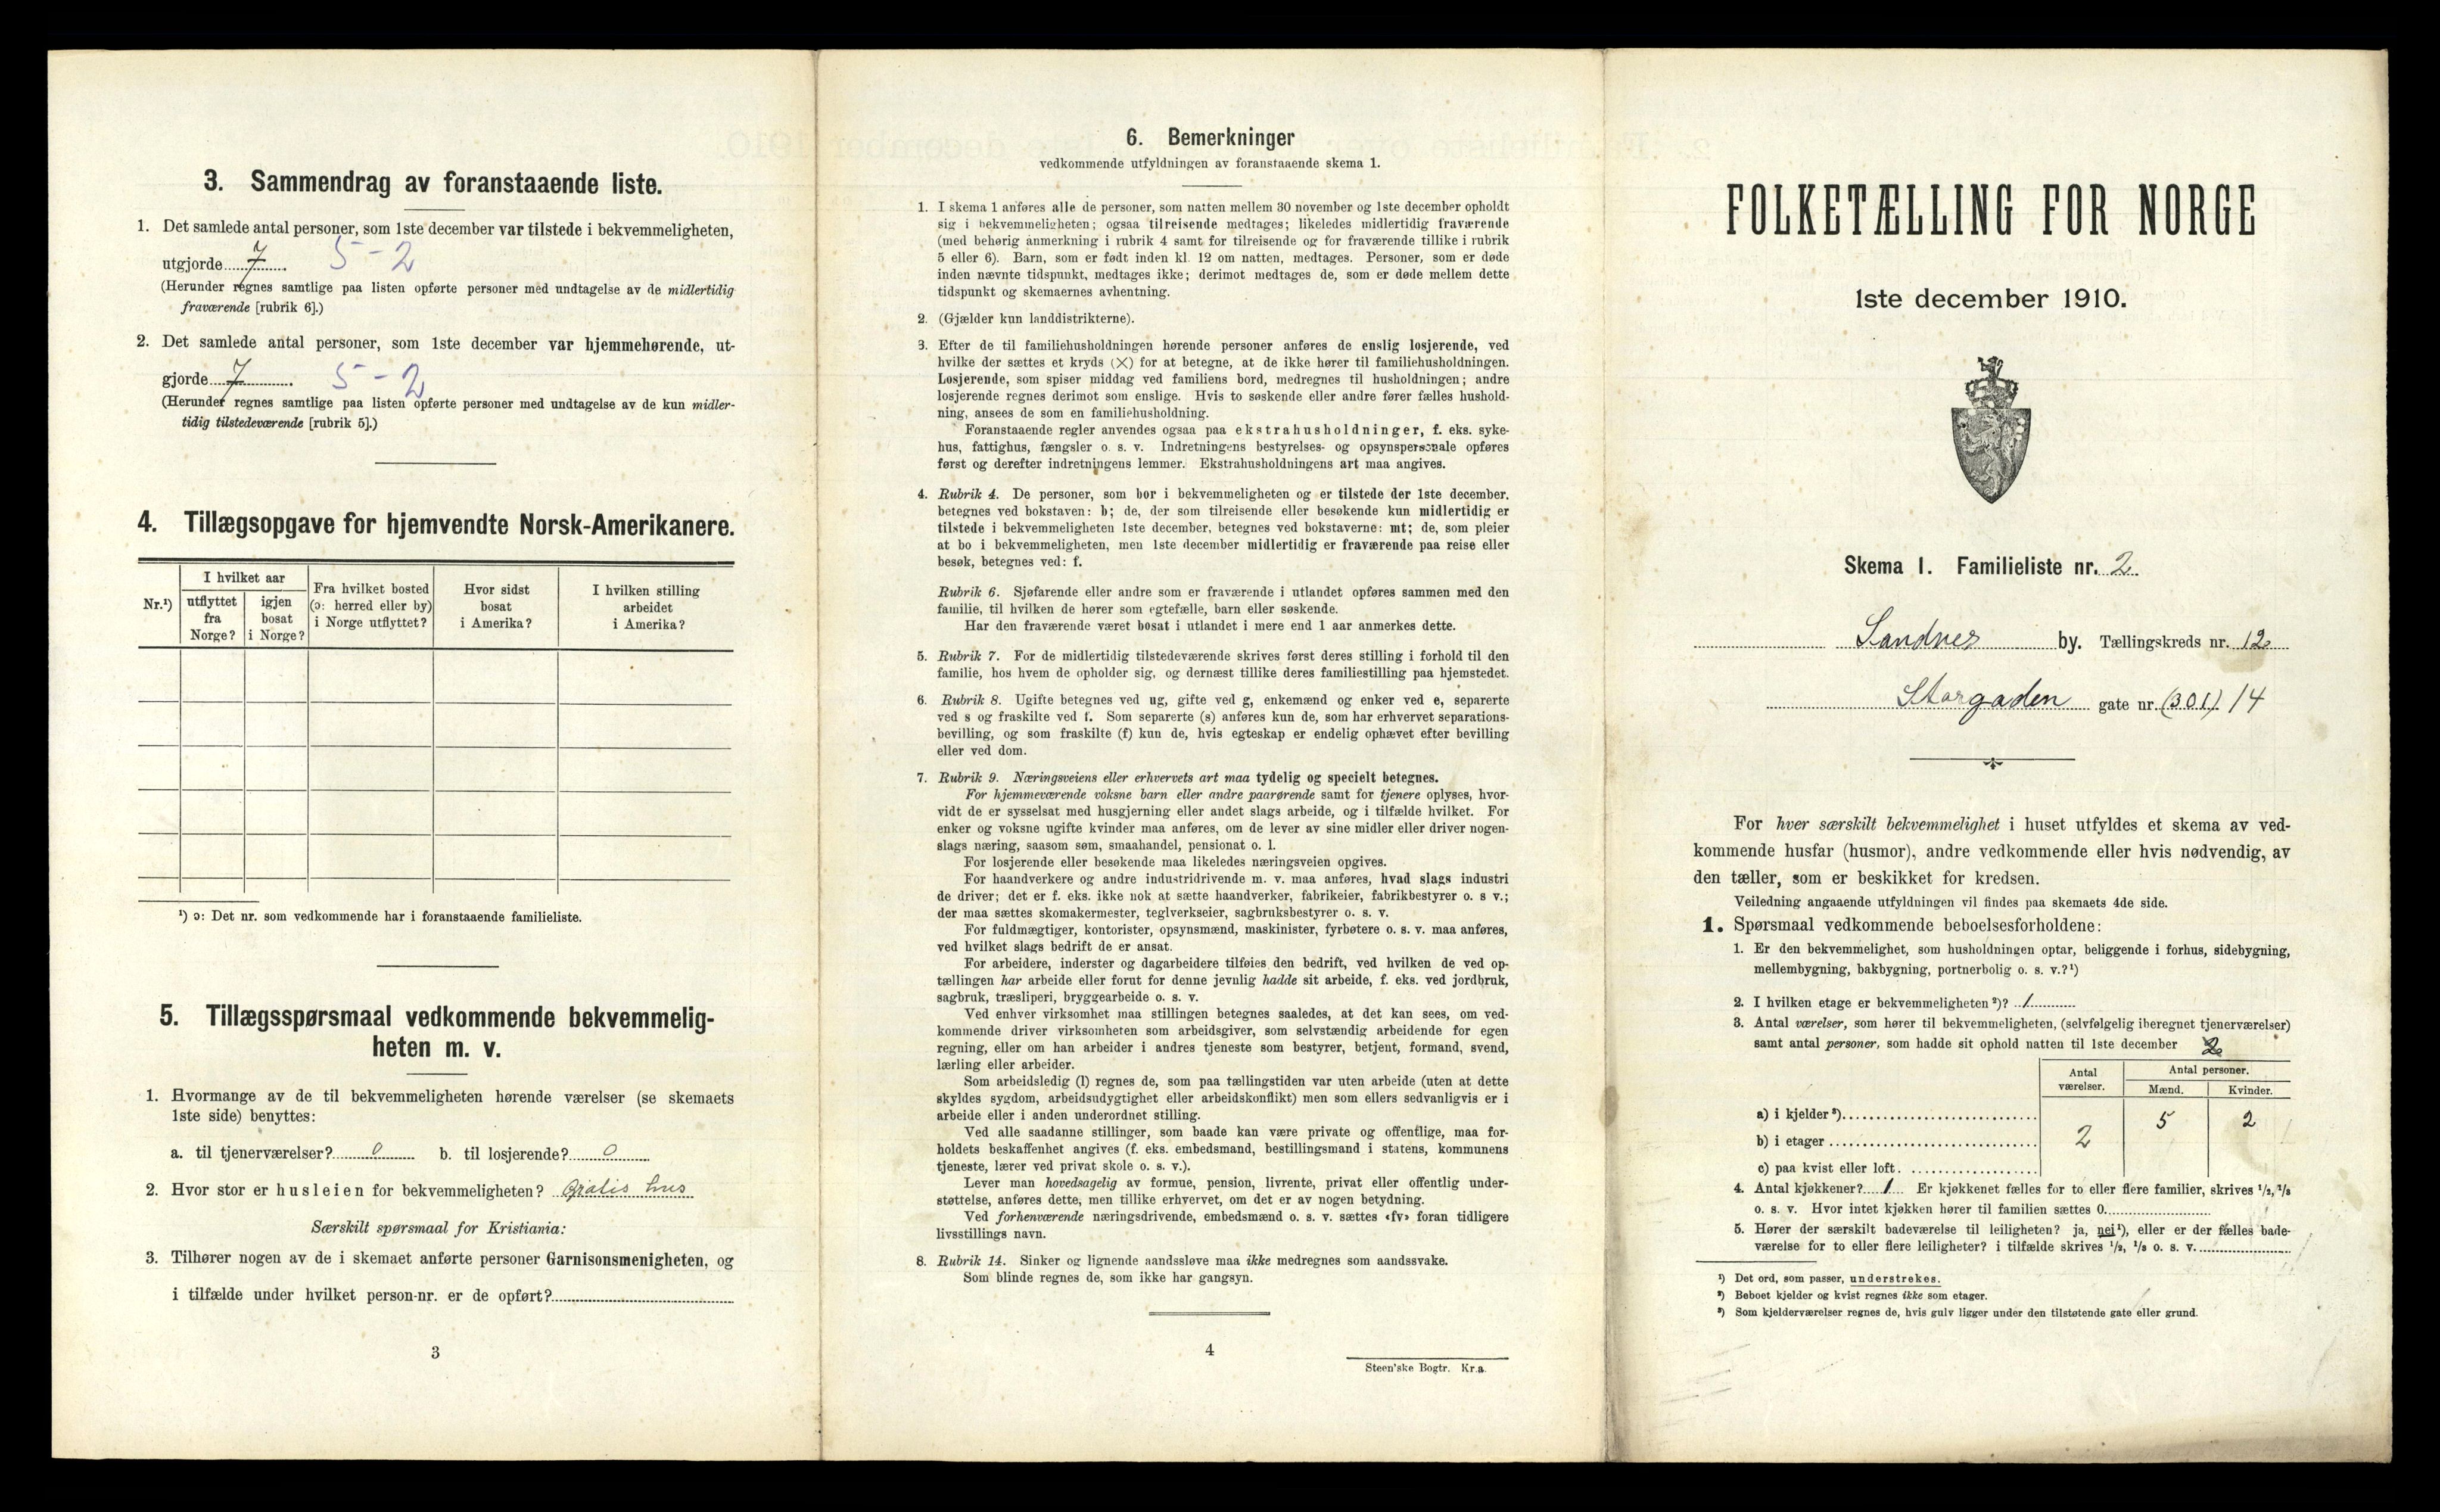 3. Sammendrag av foranstaaende liste.
1. Det samlede antal personer, som 1ste december var tilstede i bekvemmeligheten,
utgjorde 7 5 - 2
(Herunder regnes samtlige paa listen opførte personer med undtagelse av de midlertidig
fraværende [rubrik 6].)
2. Det samlede antal personer, som 1ste december var hjemmehørende, ut-
gjorde 7 5 - 2
(Herunder regnes samtlige paa listen opførte personer med undtagelse av de kun midler-
tidig tilstedeværende [rubrik 5].)
4. Tillægsopgave for hjemvendte Norsk-Amerikanere.
Nr.¹)
I hvilket aar
utflyttet
fra
Norge?
igjen
bosat
i Norge?
Fra hvilket bosted
(ɔ: herred eller by)
i Norge utflyttet?
Hvor sidst
bosat
i Amerika?
I hvilken stilling
arbeidet
i Amerika?
¹) ɔ: Det nr. som vedkommende har i foranstaaende familieliste.
5. Tillægsspørsmaal vedkommende bekvemmelig-
heten m. v.
1. Hvormange av de til bekvemmeligheten hørende værelser (se skemaets
1ste side) benyttes:
a. til tjenerværelser? 0 b. til losjerende? 0
2. Hvor stor er husleien for bekvemmeligheten? Gratis hus
Særskilt spørsmaal for Kristiania:
3. Tilhører nogen av de i skemaet anførte personer Garnisonsmenigheten, og
i tilfælde under hvilket person-nr. er de opført?
3
6. Bemerkninger
vedkommende utfyldningen av foranstaaende skema 1.
1. I skema 1 anføres alle de personer, som natten mellem 30 november og 1ste december opholdt
sig i bekvemmeligheten; ogsaa tilreisende medtages; likeledes midlertidig fraværende
(med behørig anmerkning i rubrik 4 samt for tilreisende og for fraværende tillike i rubrik
5 eller 6). Barn, som er født inden kl. 12 om natten, medtages. Personer, som er døde
inden nævnte tidspunkt, medtages ikke; derimot medtages de, som er døde mellem dette
tidspunkt og skemaernes avhentning.
2. (Gjælder kun landdistrikterne).
3. Efter de til familiehusholdningen hørende personer anføres de enslig losjerende, ved
hvilke der sættes et kryds (✕) for at betegne, at de ikke hører til familiehusholdningen.
Losjerende, som spiser middag ved familiens bord, medregnes til husholdningen; andre
losjerende regnes derimot som enslige. Hvis to søskende eller andre fører fælles hushold-
ning, ansees de som en familiehusholdning.
Foranstaaende regler anvendes ogsaa paa ekstrahusholdninger, f. eks. syke-
hus, fattighus, fængsler o. s. v. Indretningens bestyrelses- og opsynspersonale opføres
først og derefter indretningens lemmer. Ekstrahusholdningens art maa angives.
4. Rubrik 4. De personer, som bor i bekvemmeligheten og er tilstede der 1ste december,
betegnes ved bokstaven: b; de, der som tilreisende eller besøkende kun midlertidig er
tilstede i bekvemmeligheten 1ste december, betegnes ved bokstaverne: mt; de, som pleier
at bo i bekvemmeligheten, men 1ste december midlertidig er fraværende paa reise eller
besøk, betegnes ved: f.
Rubrik 6. Sjøfarende eller andre som er fraværende i utlandet opføres sammen med den
familie, til hvilken de hører som egtefælle, barn eller søskende.
Har den fraværende været bosat i utlandet i mere end 1 aar anmerkes dette.
5. Rubrik 7. For de midlertidig tilstedeværende skrives først deres stilling i forhold til den
familie, hos hvem de opholder sig, og dernæst tillike deres familiestilling paa hjemstedet.
6. Rubrik 8. Ugifte betegnes ved ug, gifte ved g, enkemænd og enker ved e, separerte
ved s og fraskilte ved f. Som separerte (s) anføres kun de, som har erhvervet separations-
bevilling, og som fraskilte (f) kun de, hvis egteskap er endelig ophævet efter bevilling
eller ved dom.
7. Rubrik 9. Næringsveiens eller erhvervets art maa tydelig og specielt betegnes.
For hjemmeværende voksne barn eller andre paarørende samt for tjenere oplyses, hvor-
vidt de er sysselsat med husgjerning eller andet slags arbeide, og i tilfælde hvilket. For
enker og voksne ugifte kvinder maa anføres, om de lever av sine midler eller driver nogen-
slags næring, saasom søm, smaahandel, pensionat o. l.
For losjerende eller besøkende maa likeledes næringsveien opgives.
For haandverkere og andre industridrivende m. v. maa anføres, hvad slags industri
de driver; det er f. eks. ikke nok at sætte haandverker, fabrikeier, fabrikbestyrer o. s v.;
der maa sættes skomakermester, teglverkseier, sagbruksbestyrer o. s. v.
For fuldmægtiger, kontorister, opsynsmænd, maskinister, fyrbøtere o. s. v. maa anføres,
ved hvilket slags bedrift de er ansat.
For arbeidere, inderster og dagarbeidere tilføies den bedrift, ved hvilken de ved op-
tællingen har arbeide eller forut for denne jevnlig hadde sit arbeide, f. eks. ved jordbruk,
sagbruk, træsliperi, bryggearbeide o. s. v.
Ved enhver virksomhet maa stillingen betegnes saaledes, at det kan sees, om ved-
kommende driver virksomheten som arbeidsgiver, som selvstændig arbeidende for egen
regning, eller om han arbeider i andres tjeneste som bestyrer, betjent, formand, svend,
lærling eller arbeider.
Som arbeidsledig (l) regnes de, som paa tællingstiden var uten arbeide (uten at dette
skyldes sygdom, arbeidsudygtighet eller arbeidskonflikt) men som ellers sedvanligvis er i
arbeide eller i anden underordnet stilling.
Ved alle saadanne stillinger, som baade kan være private og offentlige, maa for-
holdets beskaffenhet angives (f. eks. embedsmand, bestillingsmand i statens, kommunens
tjeneste, lærer ved privat skole o. s. v.).
Lever man hovedsagelig av formue, pension, livrente, privat eller offentlig under-
støttelse, anføres dette, men tillike erhvervet, om det er av nogen betydning.
Ved forhenværende næringsdrivende, embedsmænd o. s. v. sættes «fv» foran tidligere
livsstillings navn.
8. Rubrik 14. Sinker og lignende aandssløve maa ikke medregnes som aandssvake.
Som blinde regnes de, som ikke har gangsyn.
4
Steen'ske Bogtr. Kr.a.
FOLKETÆLLING FOR NORGE
1ste december 1910.
Skema 1. Familieliste nr. 2
Sandnes by. Tællingskreds nr. 12
Storgaden gate nr. (301) 14
For hver særskilt bekvemmelighet i huset utfyldes et skema av ved-
kommende husfar (husmor), andre vedkommende eller hvis nødvendig, av
den tæller, som er beskikket for kredsen.
Veiledning angaaende utfyldningen vil findes paa skemaets 4de side.
1. Spørsmaal vedkommende beboelsesforholdene:
1. Er den bekvemmelighet, som husholdningen optar, beliggende i forhus, sidebygning,
mellembygning, bakbygning, portnerbolig o. s. v.?¹)
2. I hvilken etage er bekvemmeligheten²)? 1
3. Antal værelser, som hører til bekvemmeligheten, (selvfølgelig iberegnet tjenerværelser)
samt antal personer, som hadde sit ophold natten til 1ste december 2
Antal
værelser.
Antal personer.
Mænd. Kvinder.
a) i kjelder³) 5 2
b) i etager 2
c) paa kvist eller loft.
4. Antal kjøkkener? 1 Er kjøkkenet fælles for to eller flere familier, skrives ¹/₂, ¹/₃
o. s. v. Hvor intet kjøkken hører til familien sættes 0.
5. Hører der særskilt badeværelse til leiligheten? ja, nei¹), eller er der fælles bade-
værelse for to eller flere leiligheter? i tilfælde skrives ¹/₂, ¹/₃ o. s. v.
¹) Det ord, som passer, understrekes.
²) Beboet kjelder og kvist regnes ikke som etager.
³) Som kjelderværelser regnes de, hvis gulv ligger under den tilstøtende gate eller grund.